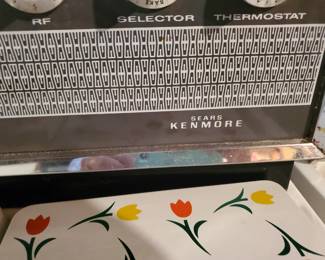 RF SELECTOR THERMOSTAT
SEARS
KENMORE